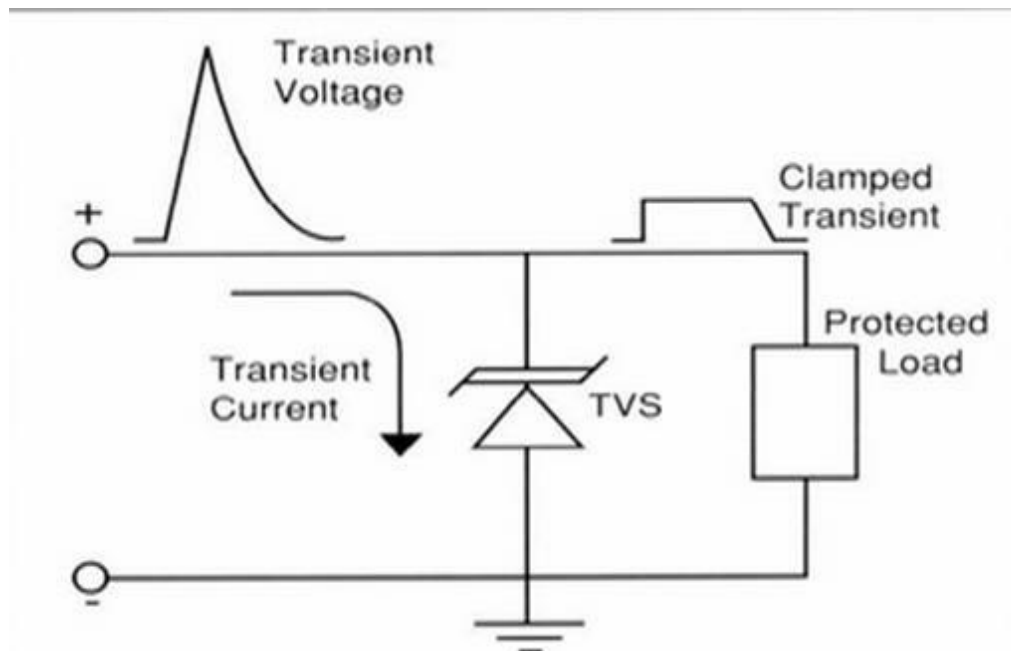 Transient
Voltage
Clamped
Transient
+
Protected
Load
Transient
Current
TVS
-